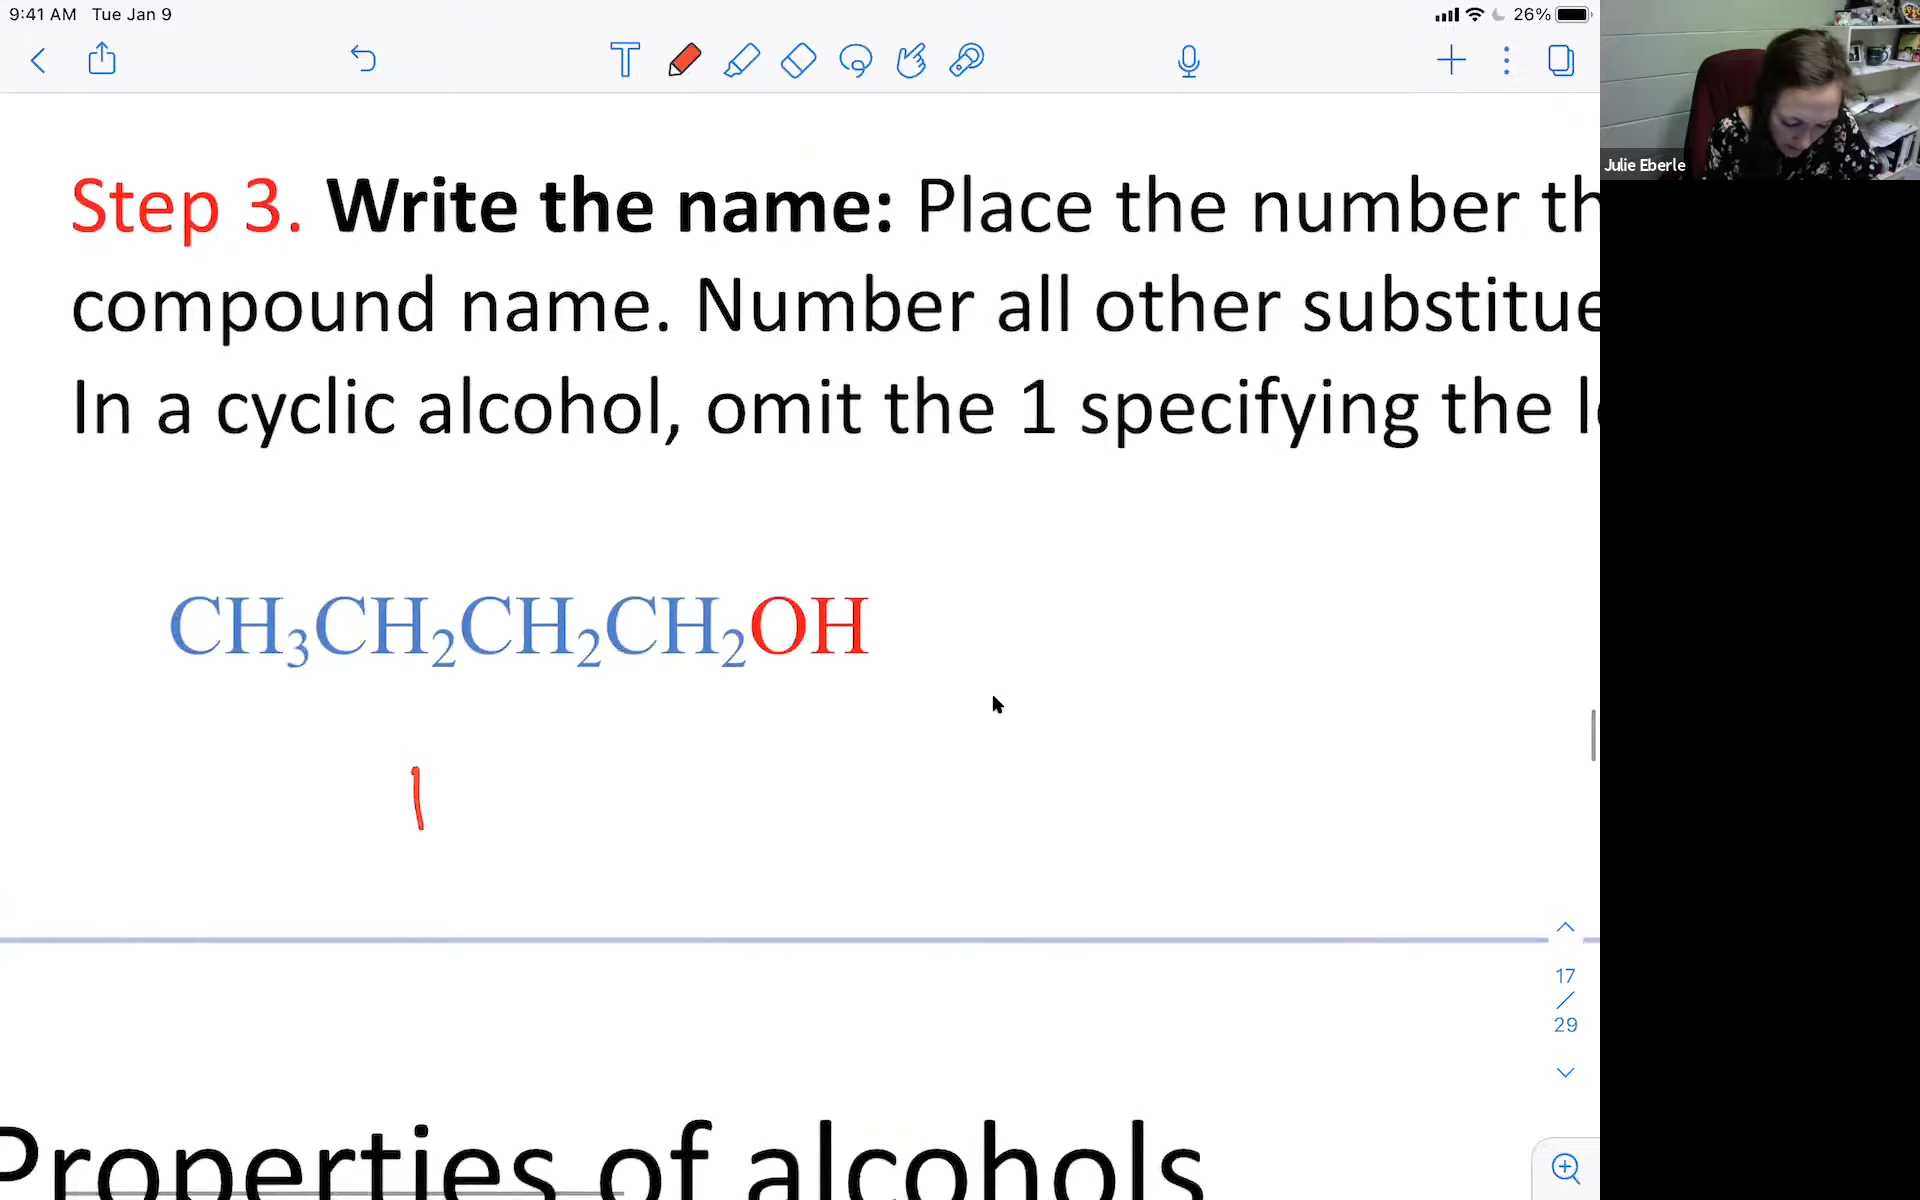 9:41 AM Tue Jan 9
26%
Julie Eberle
Step 3. Write the name: Place the number th
compound name. Number all other substitue
In a cyclic alcohol, omit the 1 specifying the l
CH₃CH₂CH₂CH₂OH
1
17
/
29
Properties of alcohols